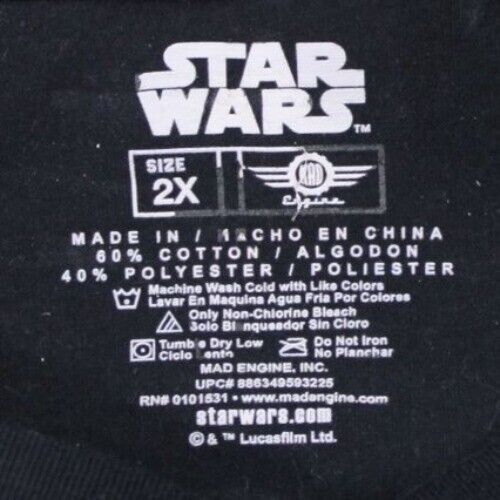 STAR
WARS™
SIZE
2X
MAD
Engine
MADE IN / HECHO EN CHINA
60% COTTON / ALGODON
40% POLYESTER / POLIESTER
Machine Wash Cold with Like Colors
Lavar En Maquina Agua Fria Por Colores
Only Non-Chlorine Bleach
Solo Blanqueador Sin Cloro
Tumble Dry Low
Ciclo Lento
Do Not Iron
No Planchar
MAD ENGINE, INC.
UPC# 886349593225
RN# 0101531 • www.madengine.com
starwars.com
© & ™ Lucasfilm Ltd.